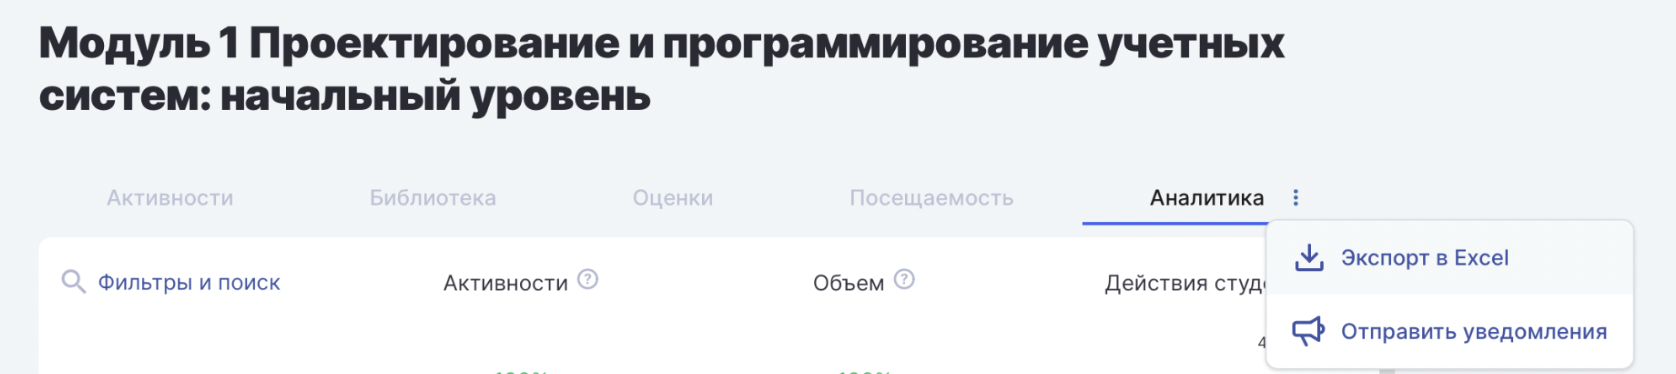 Модуль 1 Проектирование и программирование учетных
систем: начальный уровень
Активности Библиотека Оценки Посещаемость Аналитика
Экспорт в Excel
Фильтры и поиск Активности ? Объем ? Действия
Отправить уведомления